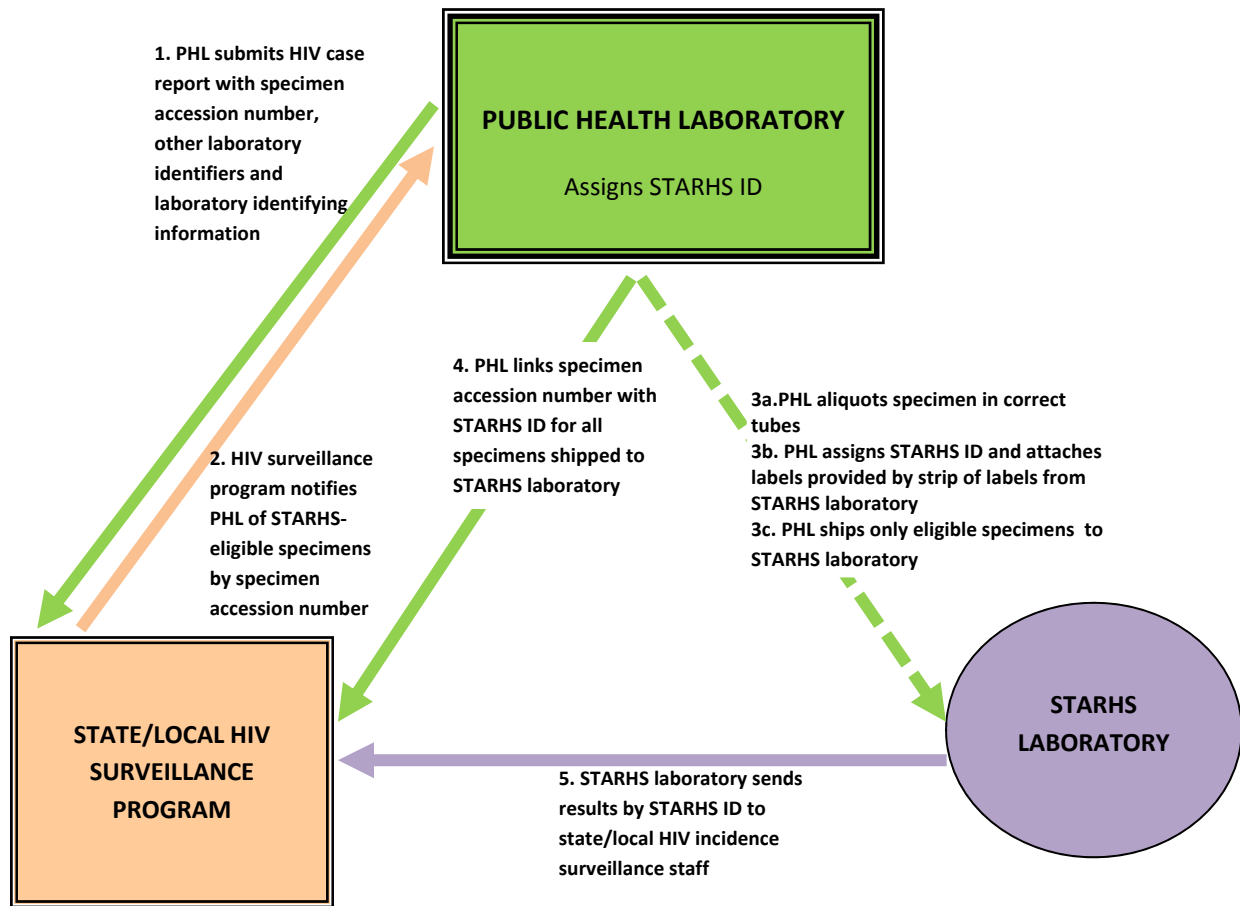 1. PHL submits HIV case
report with specimen
accession number,
other laboratory
identifiers and
laboratory identifying
information
PUBLIC HEALTH LABORATORY
Assigns STARHS ID
2. HIV surveillance
program notifies
PHL of STARHS-
eligible specimens
by specimen
accession number
4. PHL links specimen
accession number with
STARHS ID for all
specimens shipped to
STARHS laboratory
3a.PHL aliquots specimen in correct
tubes
3b. PHL assigns STARHS ID and attaches
labels provided by strip of labels from
STARHS laboratory
3c. PHL ships only eligible specimens to
STARHS laboratory
STATE/LOCAL HIV
SURVEILLANCE
PROGRAM
STARHS
LABORATORY
5. STARHS laboratory sends
results by STARHS ID to
state/local HIV incidence
surveillance staff